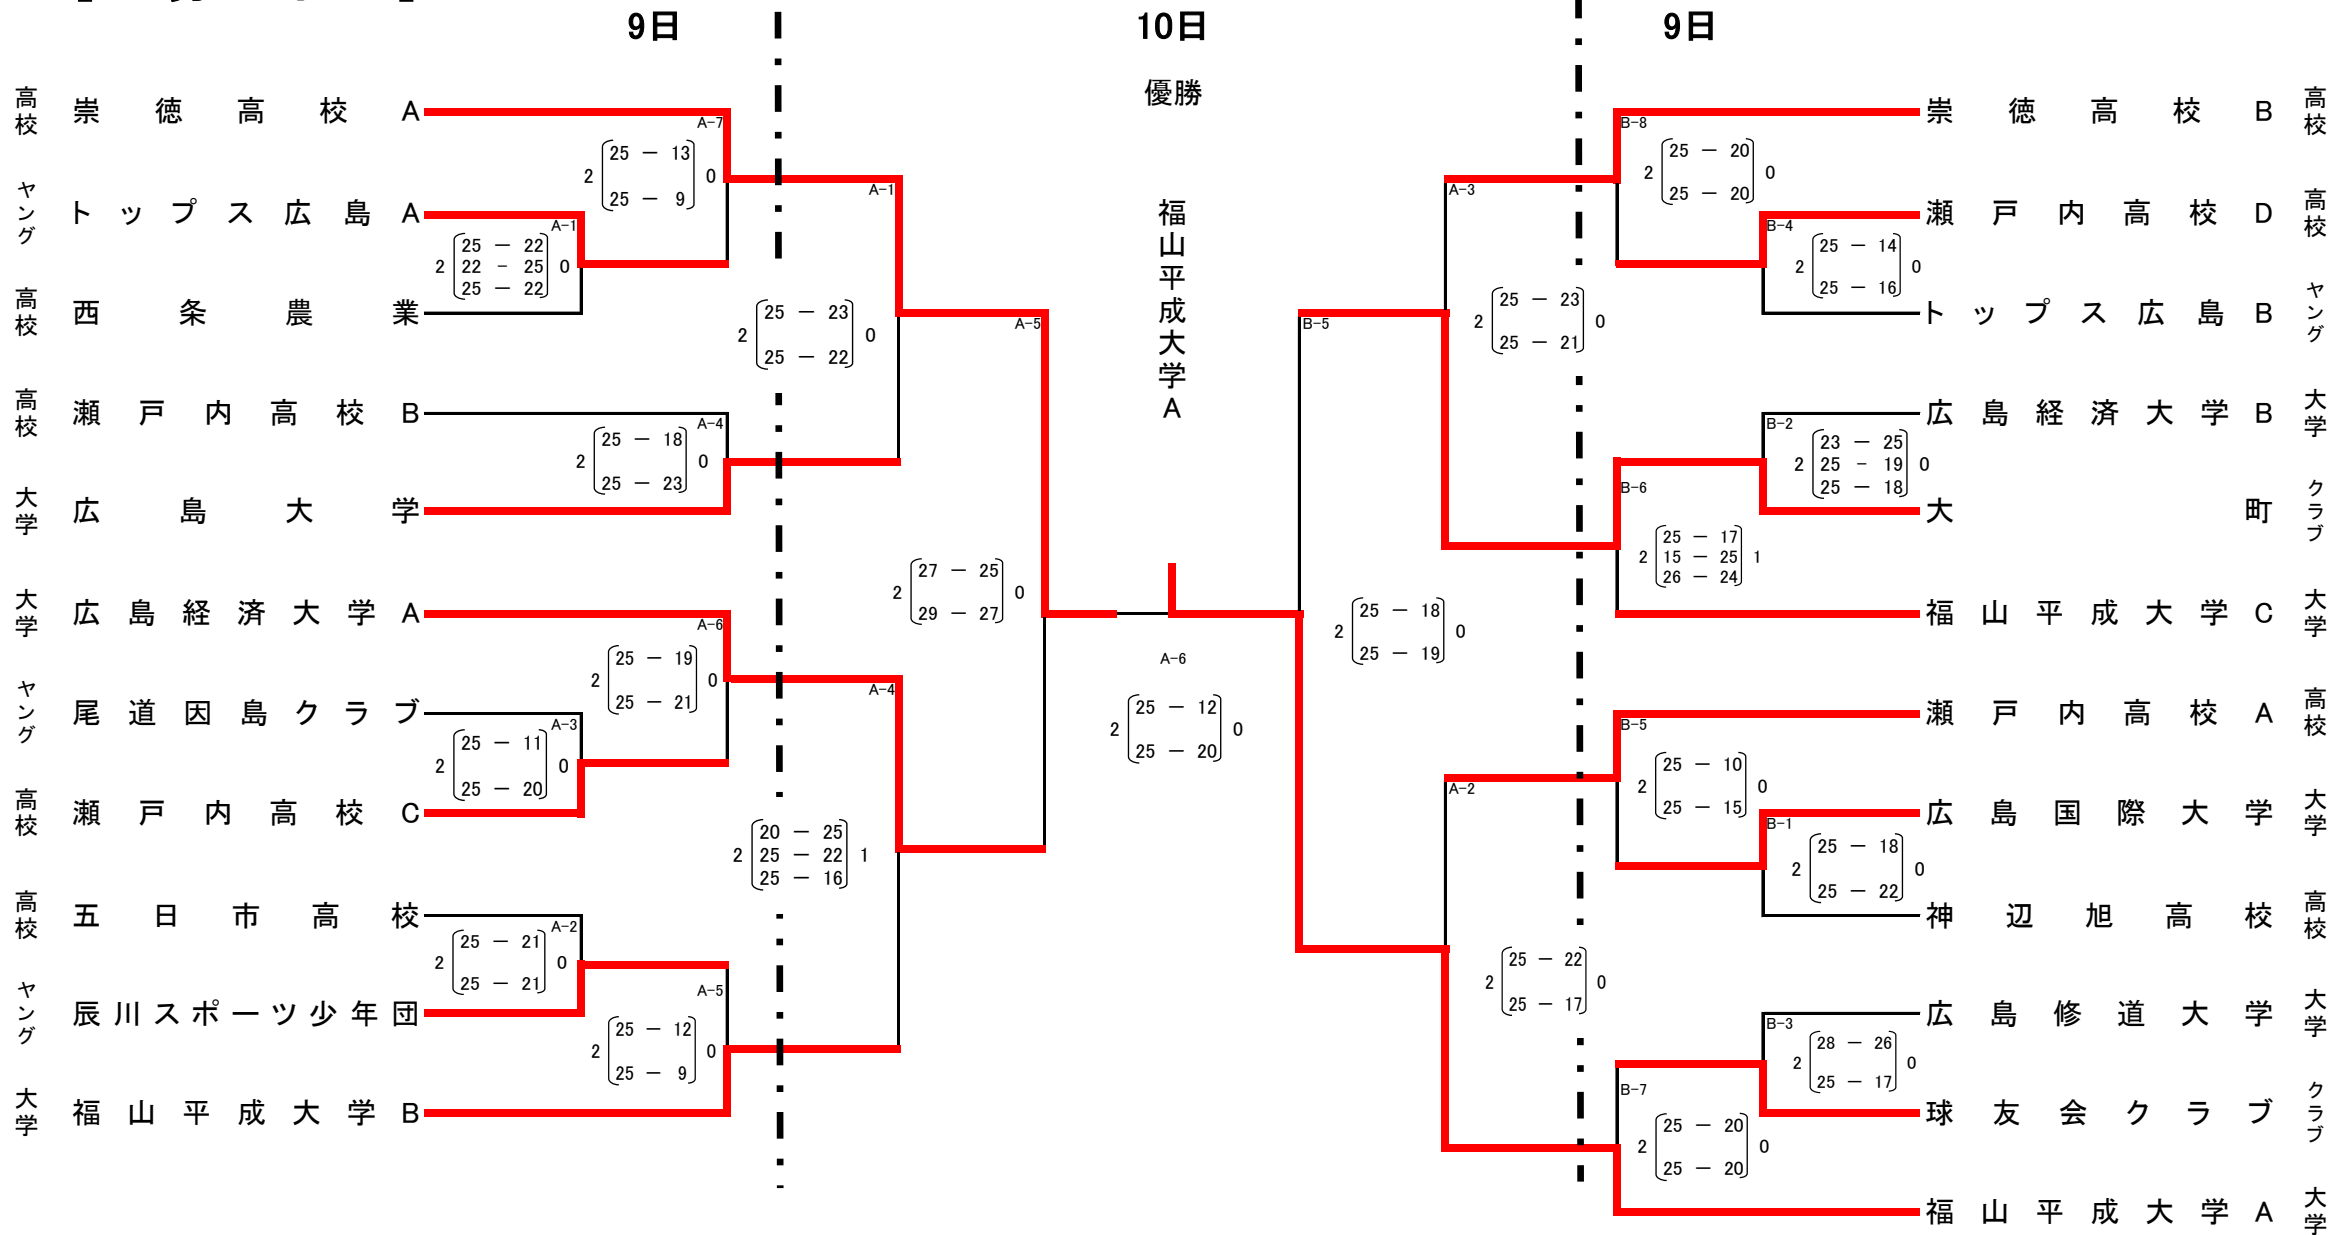 9日
10日
9日
優勝
福山平成大学A
高校 崇徳高校A
ヤング トップス広島A
高校 西条農業
高校 瀬戸内高校B
大学 広島大学
大学 広島経済大学A
ヤング 尾道因島クラブ
高校 瀬戸内高校C
高校 五日市高校
ヤング 辰川スポーツ少年団
大学 福山平成大学B
A-7
2 25 － 13 0
25 － 9
A-1
2 25 － 22 0
22 - 25
25 － 22
A-1
2 25 － 23 0
25 － 22
A-4
2 25 － 18 0
25 － 23
A-5
2 27 － 25 0
29 － 27
A-6
2 25 － 19 0
25 － 21
A-3
2 25 － 11 0
25 － 20
A-4
2 20 － 25 1
25 － 22
25 － 16
A-2
2 25 － 21 0
25 － 21
A-5
2 25 － 12 0
25 － 9
A-6
2 25 － 12 0
25 － 20
B-5
2 25 － 18 0
25 － 19
A-3
2 25 － 23 0
25 － 21
A-2
2 25 － 22 0
25 － 17
B-8
2 25 － 20 0
25 － 20
B-4
2 25 － 14 0
25 － 16
B-2
2 23 － 25 0
25 - 19
25 － 18
B-6
2 25 － 17 1
15 － 25
26 － 24
B-5
2 25 － 10 0
25 － 15
B-1
2 25 － 18 0
25 － 22
B-3
2 28 － 26 0
25 － 17
B-7
2 25 － 20 0
25 － 20
崇徳高校B 高校
瀬戸内高校D 高校
トップス広島B ヤング
広島経済大学B 大学
大町 クラブ
福山平成大学C 大学
瀬戸内高校A 高校
広島国際大学 大学
神辺旭高校 高校
広島修道大学 大学
球友会クラブ クラブ
福山平成大学A 大学